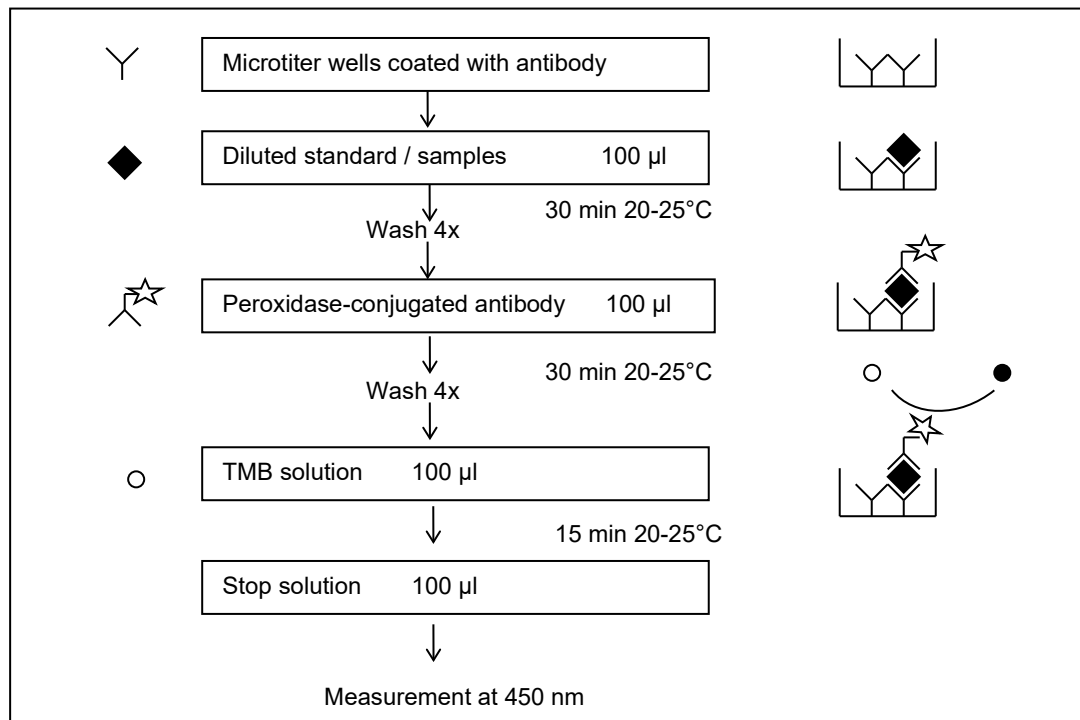 Microtiter wells coated with antibody
Diluted standard / samples 100 µl
30 min 20-25°C
Wash 4x
Peroxidase-conjugated antibody 100 µl
30 min 20-25°C
Wash 4x
TMB solution 100 µl
15 min 20-25°C
Stop solution 100 µl
Measurement at 450 nm